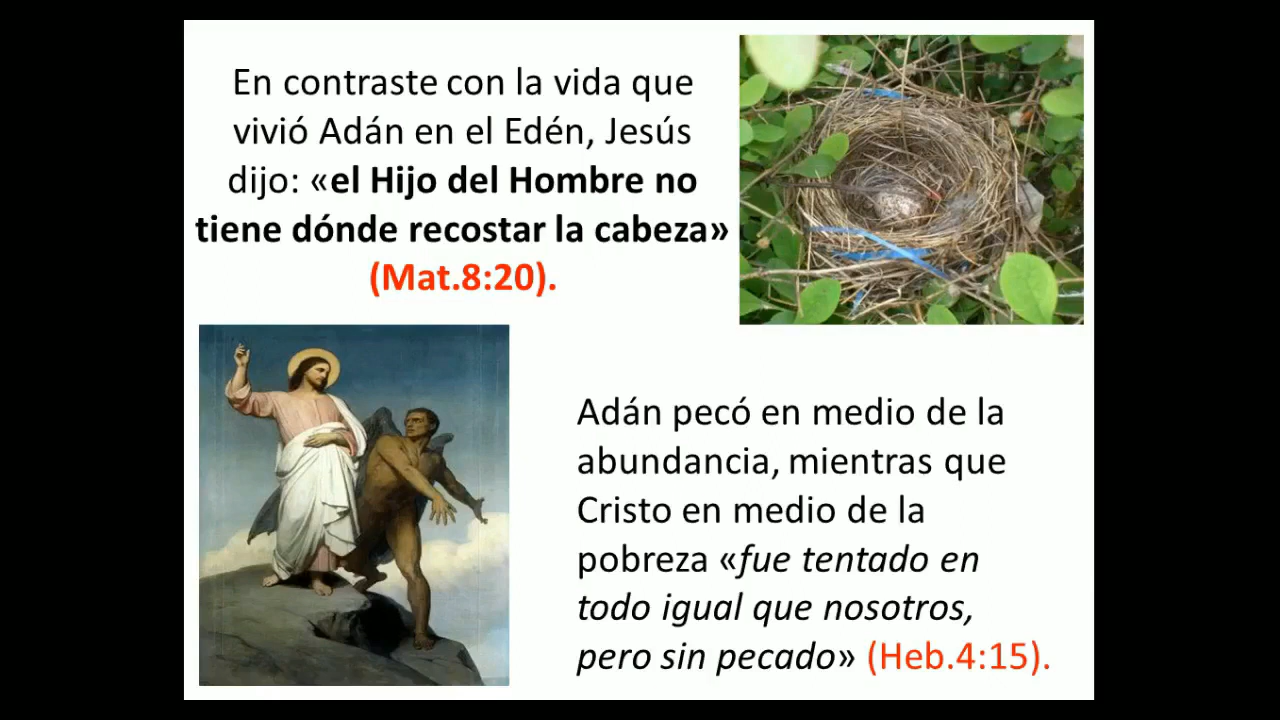 En contraste con la vida que
vivió Adán en el Edén, Jesús
dijo: «el Hijo del Hombre no
tiene dónde recostar la cabeza»
(Mat.8:20).
Adán pecó en medio de la
abundancia, mientras que
Cristo en medio de la
pobreza «fue tentado en
todo igual que nosotros,
pero sin pecado» (Heb.4:15).